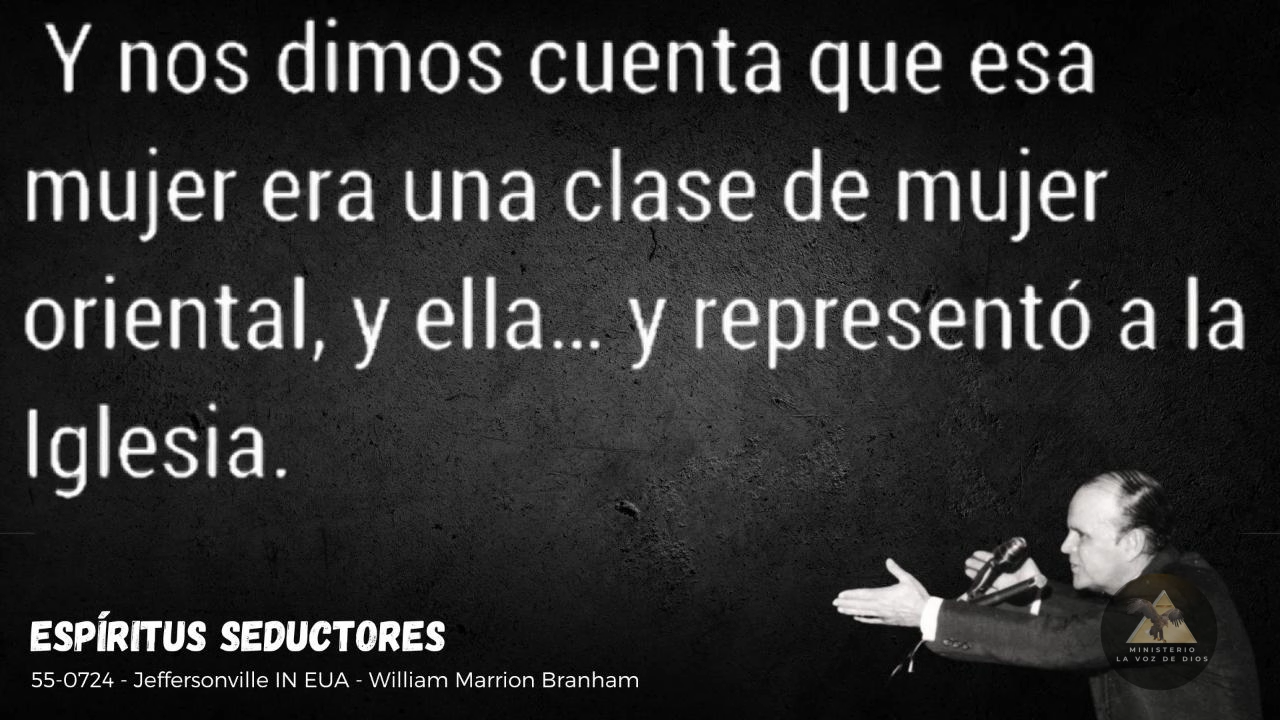 Y nos dimos cuenta que esa
mujer era una clase de mujer
oriental, y ella... y representó a la
Iglesia.
ESPÍRITUS SEDUCTORES
55-0724 - Jeffersonville IN EUA - William Marrion Branham
MINISTERIO
LA VOZ DE DIOS